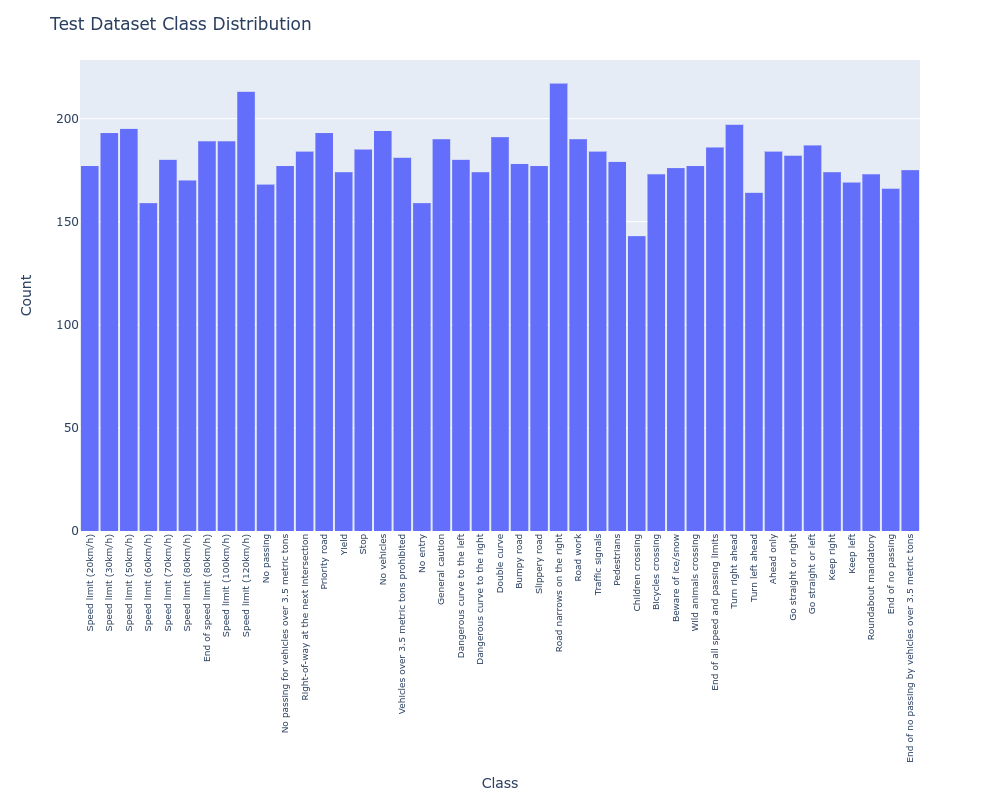 Test Dataset Class Distribution
200
150
100
50
0
Count
Speed limit (20km/h)
Speed limit (30km/h)
Speed limit (50km/h)
Speed limit (60km/h)
Speed limit (70km/h)
Speed limit (80km/h)
End of speed limit (80km/h)
Speed limit (100km/h)
Speed limit (120km/h)
No passing
No passing for vehicles over 3.5 metric tons
Right-of-way at the next intersection
Priority road
Yield
Stop
No vehicles
Vehicles over 3.5 metric tons prohibited
No entry
General caution
Dangerous curve to the left
Dangerous curve to the right
Double curve
Bumpy road
Slippery road
Road narrows on the right
Road work
Traffic signals
Pedestrians
Children crossing
Bicycles crossing
Beware of ice/snow
Wild animals crossing
End of all speed and passing limits
Turn right ahead
Turn left ahead
Ahead only
Go straight or right
Go straight or left
Keep right
Keep left
Roundabout mandatory
End of no passing
End of no passing by vehicles over 3.5 metric tons
Class